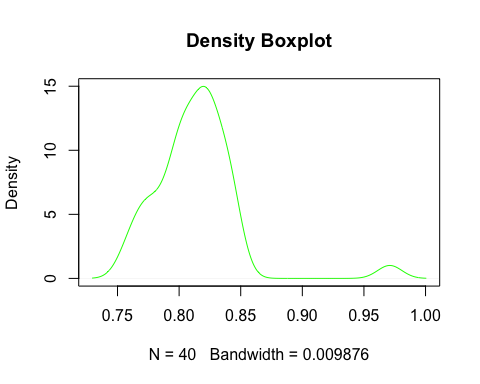 Density Boxplot
Density
15
10
5
0
0.75 0.80 0.85 0.90 0.95 1.00
N = 40 Bandwidth = 0.009876